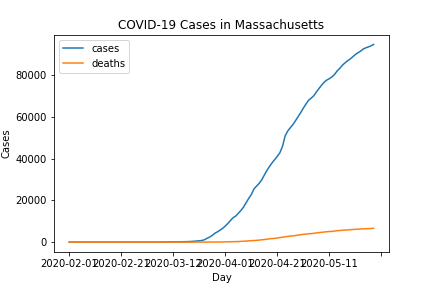 COVID-19 Cases in Massachusetts
cases
deaths
80000
60000
40000
20000
0
Cases
2020-02-01 2020-02-21 2020-03-12 2020-04-01 2020-04-21 2020-05-11
Day